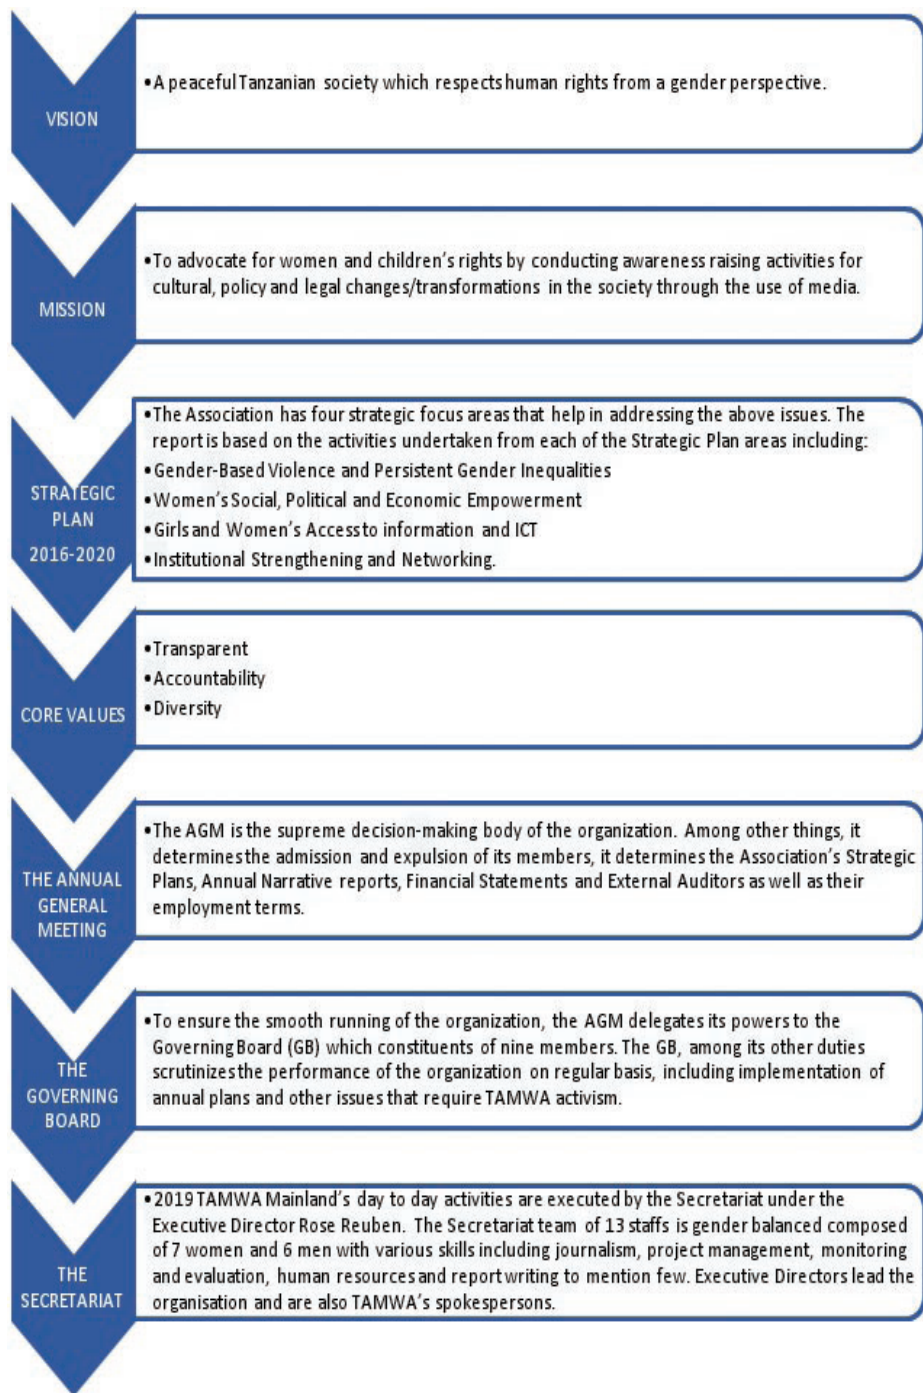 VISION
•A peaceful Tanzanian society which respects human rights from a gender perspective.
MISSION
•To advocate for women and children's rights by conducting awareness raising activities for
cultural, policy and legal changes/transformations in the society through the use of media.
STRATEGIC
PLAN
2016-2020
•The Association has four strategic focus areas that help in addressing the above issues. The
report is based on the activities undertaken from each of the Strategic Plan areas including:
•Gender-Based Violence and Persistent Gender Inequalities
•Women's Social, Political and Economic Empowerment
•Girls and Women's Access to information and ICT
•Institutional Strengthening and Networking.
CORE VALUES
•Transparent
•Accountability
•Diversity
THE ANNUAL
GENERAL
MEETING
•The AGM is the supreme decision-making body of the organization. Among other things, it
determines the admission and expulsion of its members, it determines the Association's Strategic
Plans, Annual Narrative reports, Financial Statements and External Auditors as well as their
employment terms.
THE
GOVERNING
BOARD
•To ensure the smooth running of the organization, the AGM delegates its powers to the
Governing Board (GB) which constituents of nine members. The GB, among its other duties
scrutinizes the performance of the organization on regular basis, including implementation of
annual plans and other issues that require TAMWA activism.
THE
SECRETARIAT
•2019 TAMWA Mainland's day to day activities are executed by the Secretariat under the
Executive Director Rose Reuben. The Secretariat team of 13 staffs is gender balanced composed
of 7 women and 6 men with various skills including journalism, project management, monitoring
and evaluation, human resources and report writing to mention few. Executive Directors lead the
organisation and are also TAMWA's spokespersons.